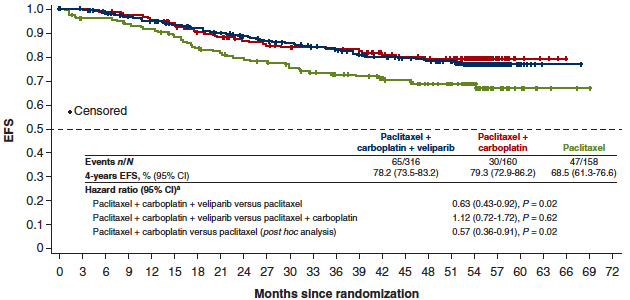 1.0
0.9
0.8
0.7
0.6
0.5
0.4
0.3
0.2
0.1
0
EFS
Censored
Paclitaxel + carboplatin + veliparib
Paclitaxel + carboplatin
Paclitaxel
Events n/N 65/316 30/160 47/158
4-years EFS, % (95% CI) 78.2 (73.5-83.2) 79.3 (72.9-86.2) 68.5 (61.3-76.6)
Hazard ratio (95% CI)ª
Paclitaxel + carboplatin + veliparib versus paclitaxel 0.63 (0.43-0.92), P = 0.02
Paclitaxel + carboplatin + veliparib versus paclitaxel + carboplatin 1.12 (0.72-1.72), P = 0.62
Paclitaxel + carboplatin versus paclitaxel (post hoc analysis) 0.57 (0.36-0.91), P = 0.02
0 3 6 9 12 15 18 21 24 27 30 33 36 39 42 45 48 51 54 57 60 63 66 69 72
Months since randomization